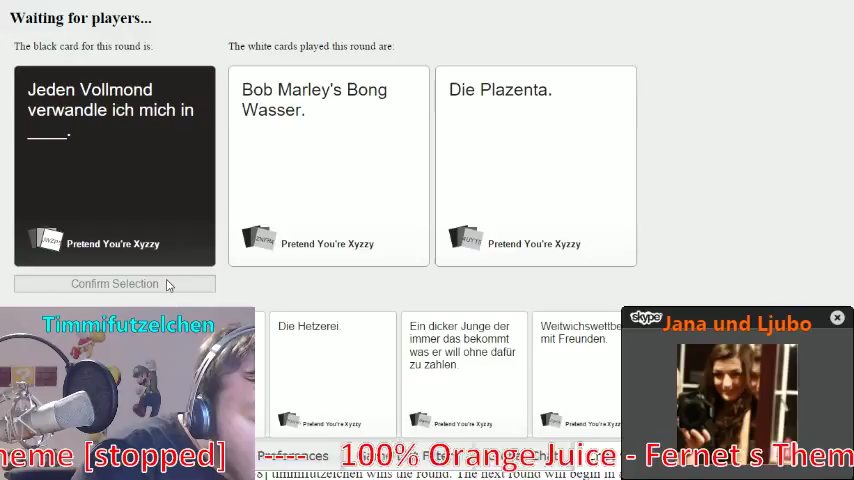 Waiting for players...
The black card for this round is:
The white cards played this round are:
Jeden Vollmond
verwandle ich mich in
____.
Pretend You're Xyzzy
Bob Marley's Bong
Wasser.
Pretend You're Xyzzy
Die Plazenta.
Pretend You're Xyzzy
Confirm Selection
Timmifutzelchen
Die Hetzerei.
Pretend You're Xyzzy
Ein dicker Junge der
immer das bekommt
was er will ohne dafür
zu zahlen.
Pretend You're Xyzzy
Weitwichswettbe
mit Freunden.
Pretend You're Xyzzy
skype
Jana und Ljubo
heme [stopped] ---- 100% Orange Juice - Fernet s Them
Preferences
timmifutzelchen wins the round. The next round will begin in